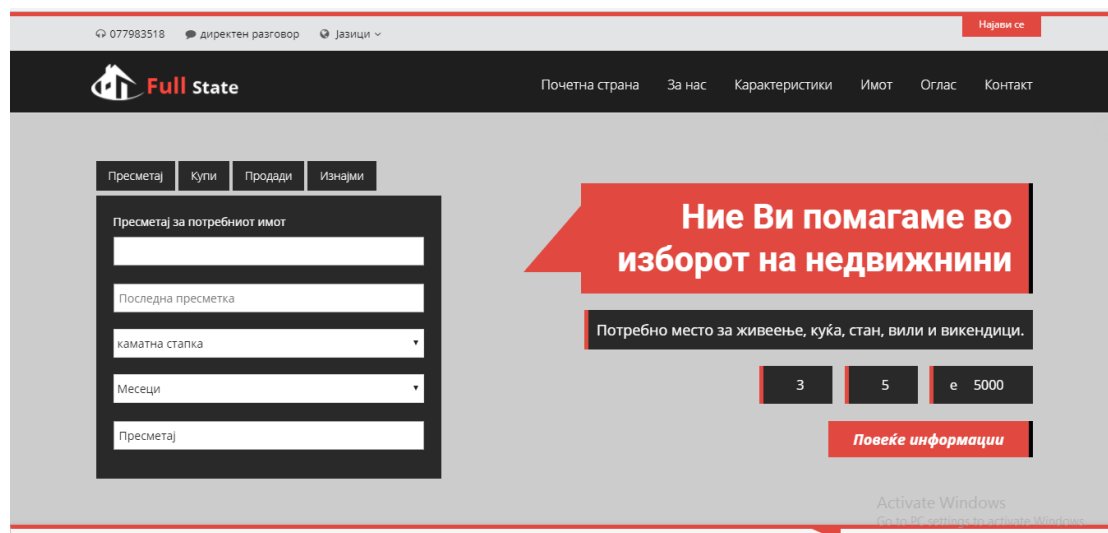 077983518 директен разговор Јазици
Најави се
Full State
Почетна страна За нас Карактеристики Имот Оглас Контакт
Пресметај Купи Продади Изнајми
Пресметај за потребниот имот
Последна пресметка
каматна стапка
Месеци
Пресметај
Ние Ви помагаме во
изборот на недвижнини
Потребно место за живеење, куќа, стан, вили и викендици.
3 5 е 5000
Повеќе информации
Activate Windows
Go to PC settings to activate Windows.